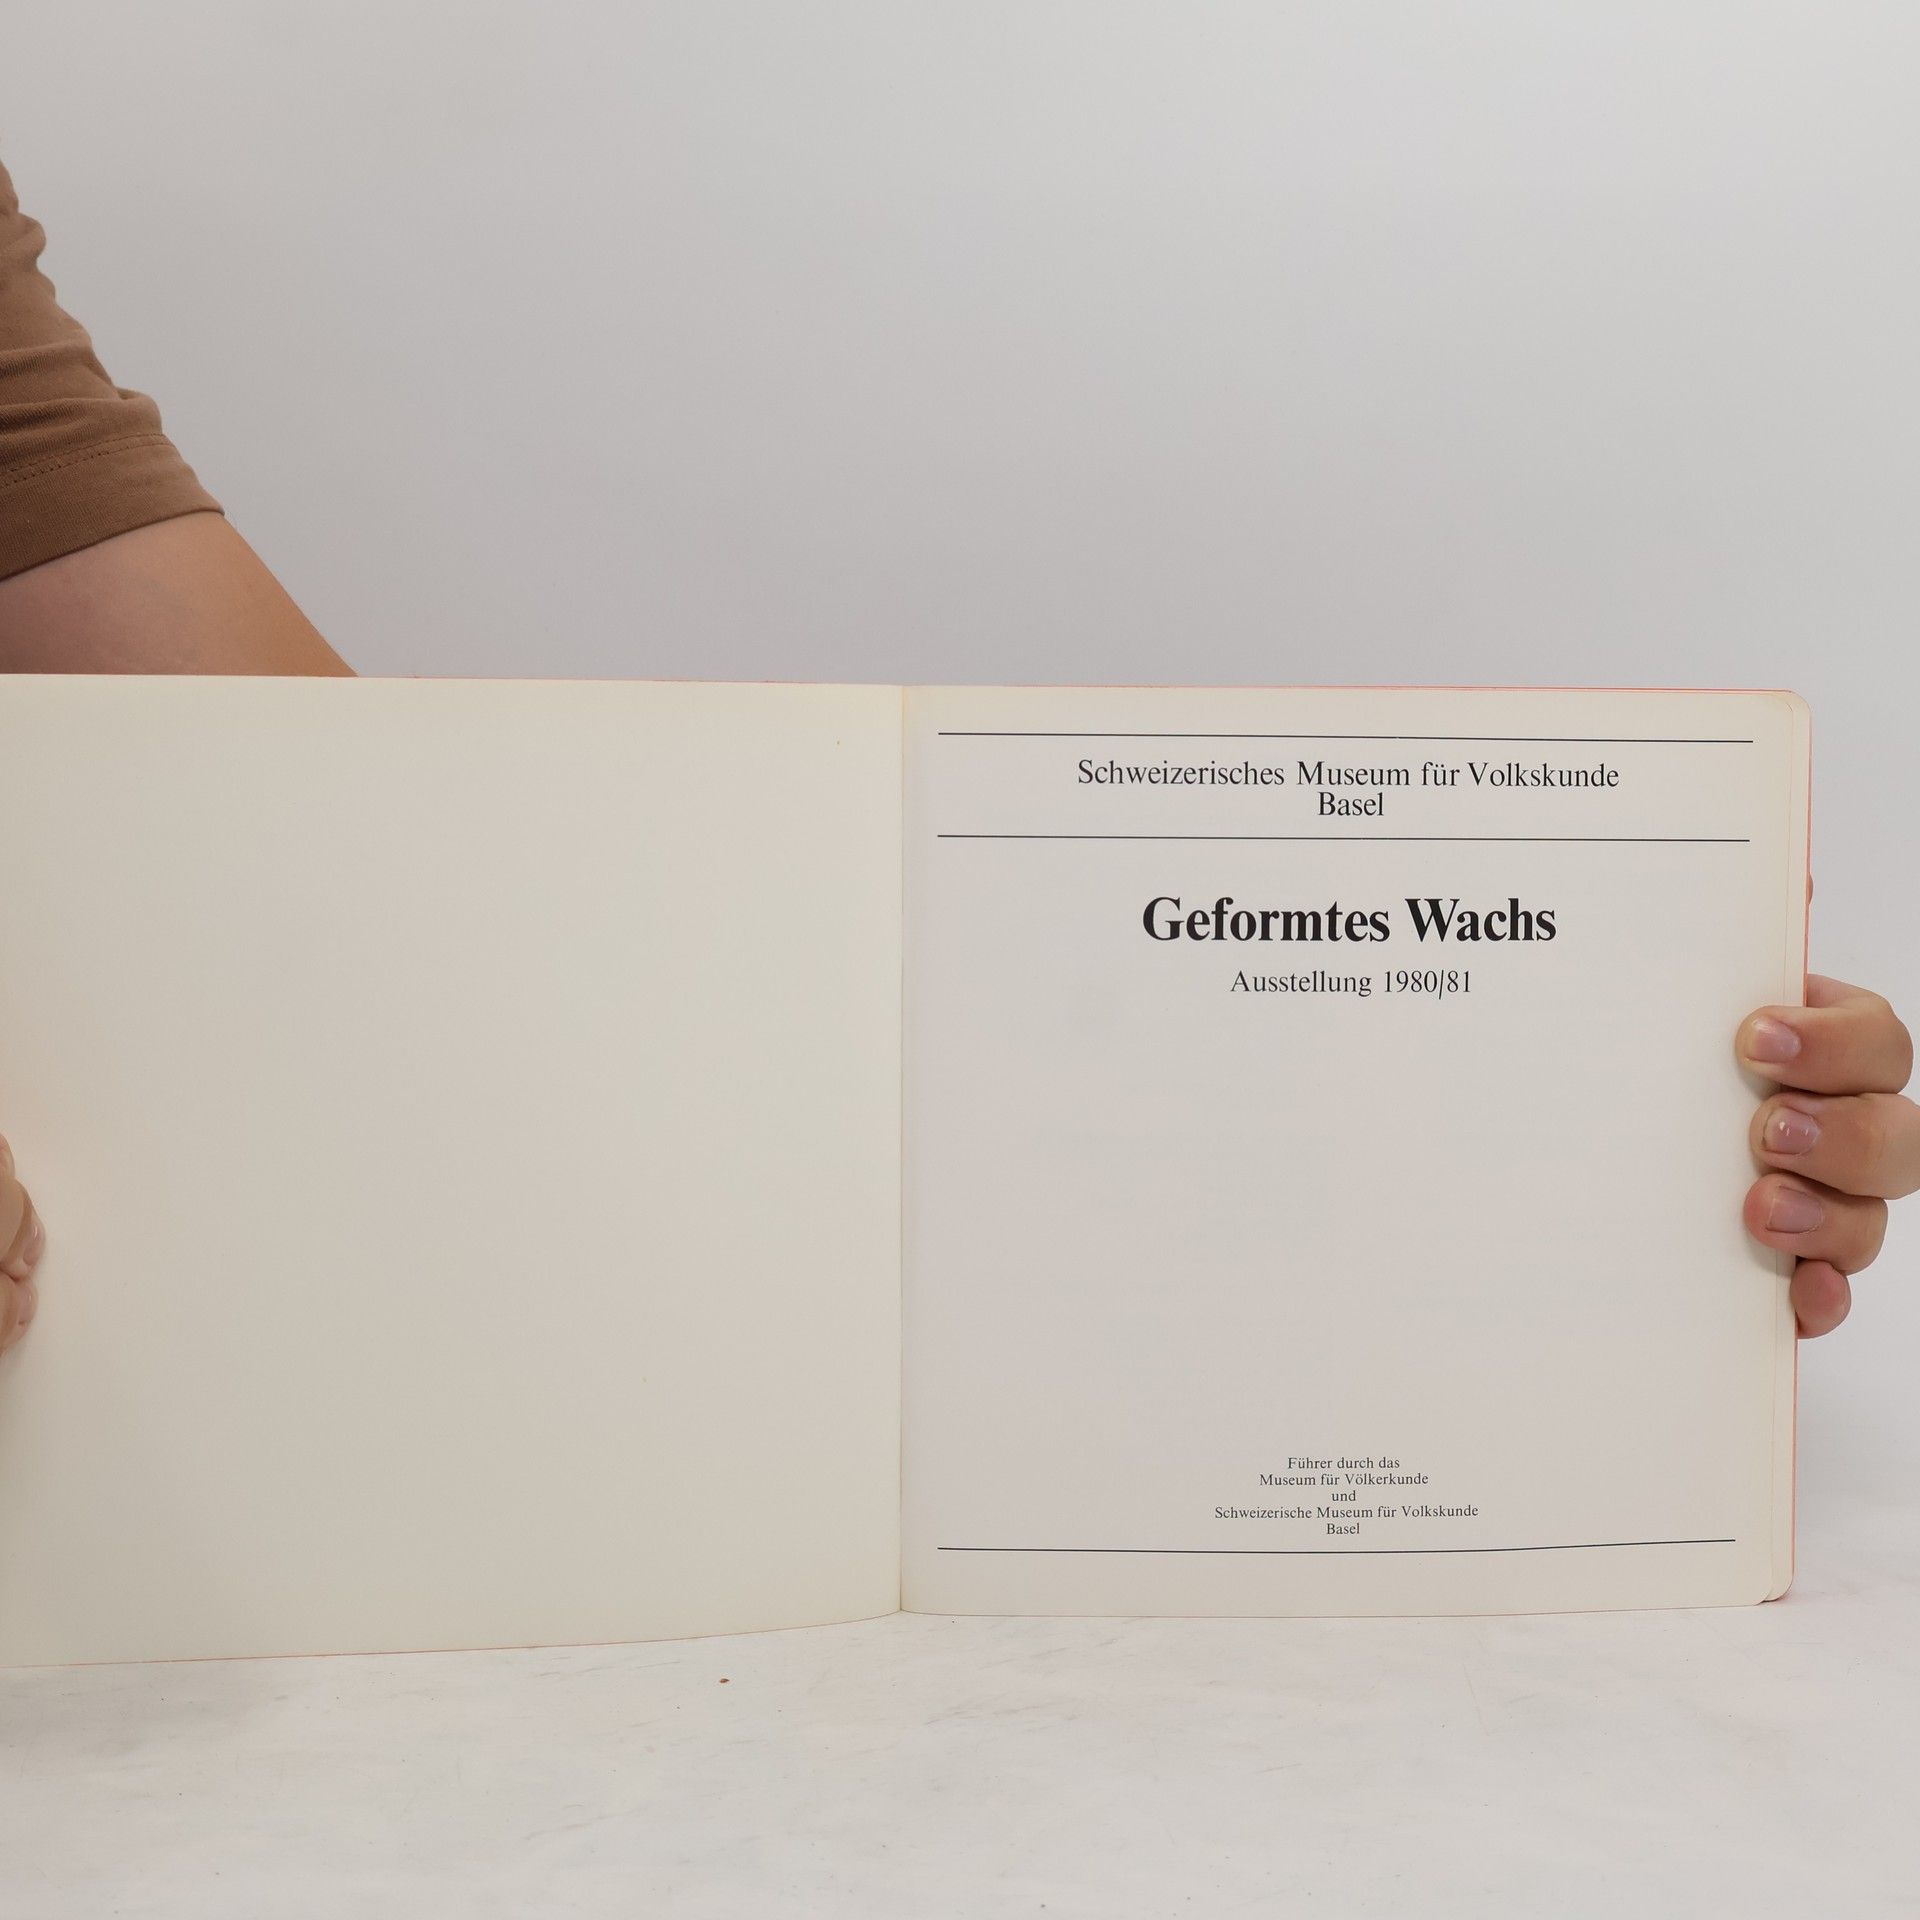 Schweizerisches Museum für Volkskunde
Basel
Geformtes Wachs
Ausstellung 1980/81
Führer durch das
Museum für Völkerkunde
und
Schweizerische Museum für Volkskunde
Basel